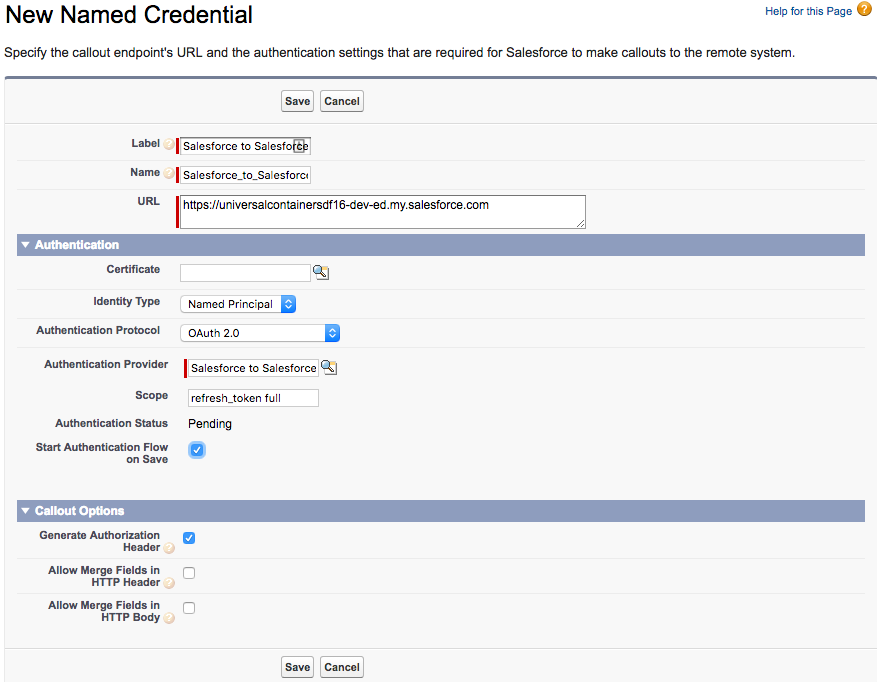 New Named Credential
Help for this Page
Specify the callout endpoint's URL and the authentication settings that are required for Salesforce to make callouts to the remote system.
Save Cancel
Label Salesforce to Salesforce
Name Salesforce_to_Salesforce
URL https://universalcontainersdf16-dev-ed.my.salesforce.com
Authentication
Certificate
Identity Type Named Principal
Authentication Protocol OAuth 2.0
Authentication Provider Salesforce to Salesforce
Scope refresh_token full
Authentication Status Pending
Start Authentication Flow
on Save
Callout Options
Generate Authorization
Header
Allow Merge Fields in
HTTP Header
Allow Merge Fields in
HTTP Body
Save Cancel